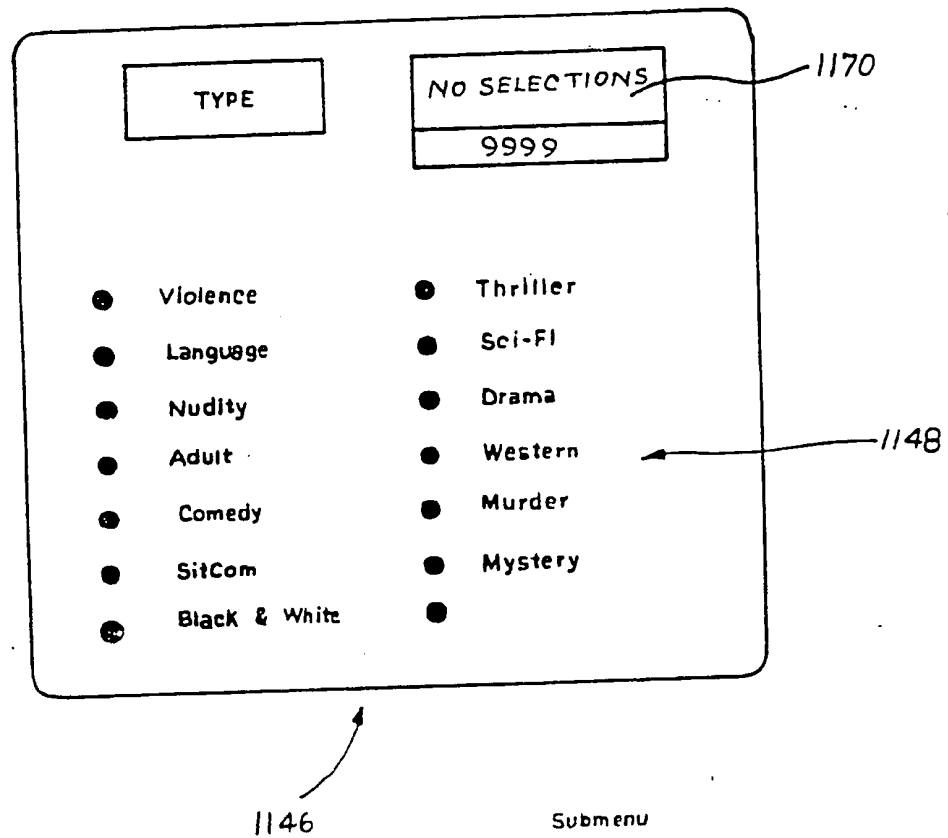 TYPE
NO SELECTIONS
9999
1170
Violence
Language
Nudity
Adult
Comedy
SitCom
Black & White
Thriller
Sci-FI
Drama
Western
Murder
Mystery
1148
1146
Submenu